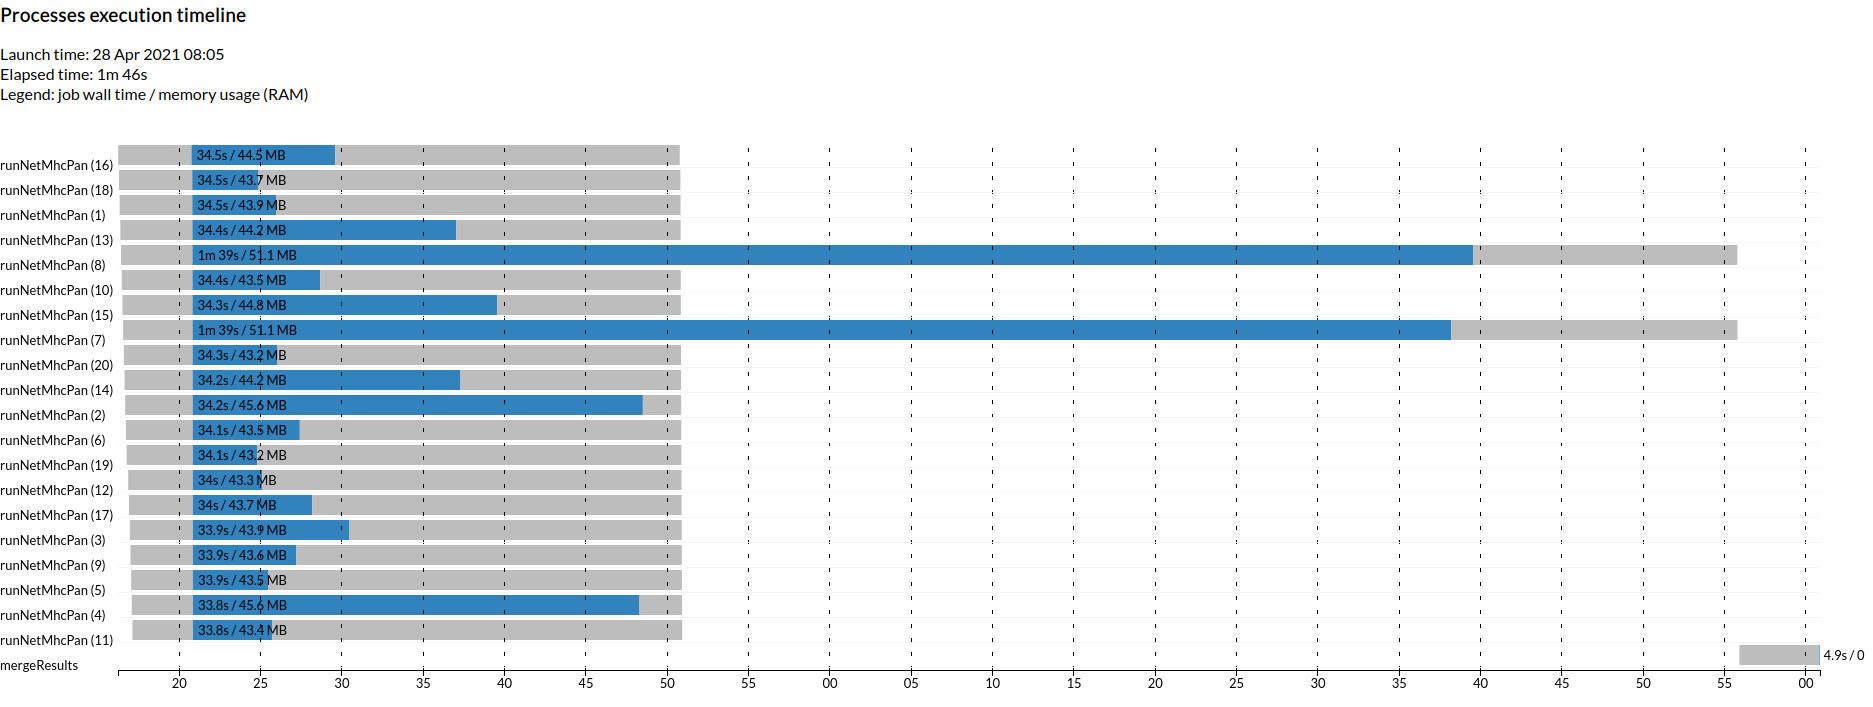 Processes execution timeline
Launch time: 28 Apr 2021 08:05
Elapsed time: 1m 46s
Legend: job wall time / memory usage (RAM)
runNetMhcPan (16) 34.5s / 44.5 MB
runNetMhcPan (18) 34.5s / 43.7 MB
runNetMhcPan (1) 34.5s / 43.9 MB
runNetMhcPan (13) 34.4s / 44.2 MB
runNetMhcPan (8) 1m 39s / 51.1 MB
runNetMhcPan (10) 34.4s / 43.5 MB
runNetMhcPan (15) 34.3s / 44.8 MB
runNetMhcPan (7) 1m 39s / 51.1 MB
runNetMhcPan (20) 34.3s / 43.2 MB
runNetMhcPan (14) 34.2s / 44.2 MB
runNetMhcPan (2) 34.2s / 45.6 MB
runNetMhcPan (6) 34.1s / 43.5 MB
runNetMhcPan (19) 34.1s / 43.2 MB
runNetMhcPan (12) 34s / 43.3 MB
runNetMhcPan (17) 34s / 43.7 MB
runNetMhcPan (3) 33.9s / 43.9 MB
runNetMhcPan (9) 33.9s / 43.6 MB
runNetMhcPan (5) 33.9s / 43.5 MB
runNetMhcPan (4) 33.8s / 45.6 MB
runNetMhcPan (11) 33.8s / 43.4 MB
mergeResults 4.9s / 0
20 25 30 35 40 45 50 55 00 05 10 15 20 25 30 35 40 45 50 55 00